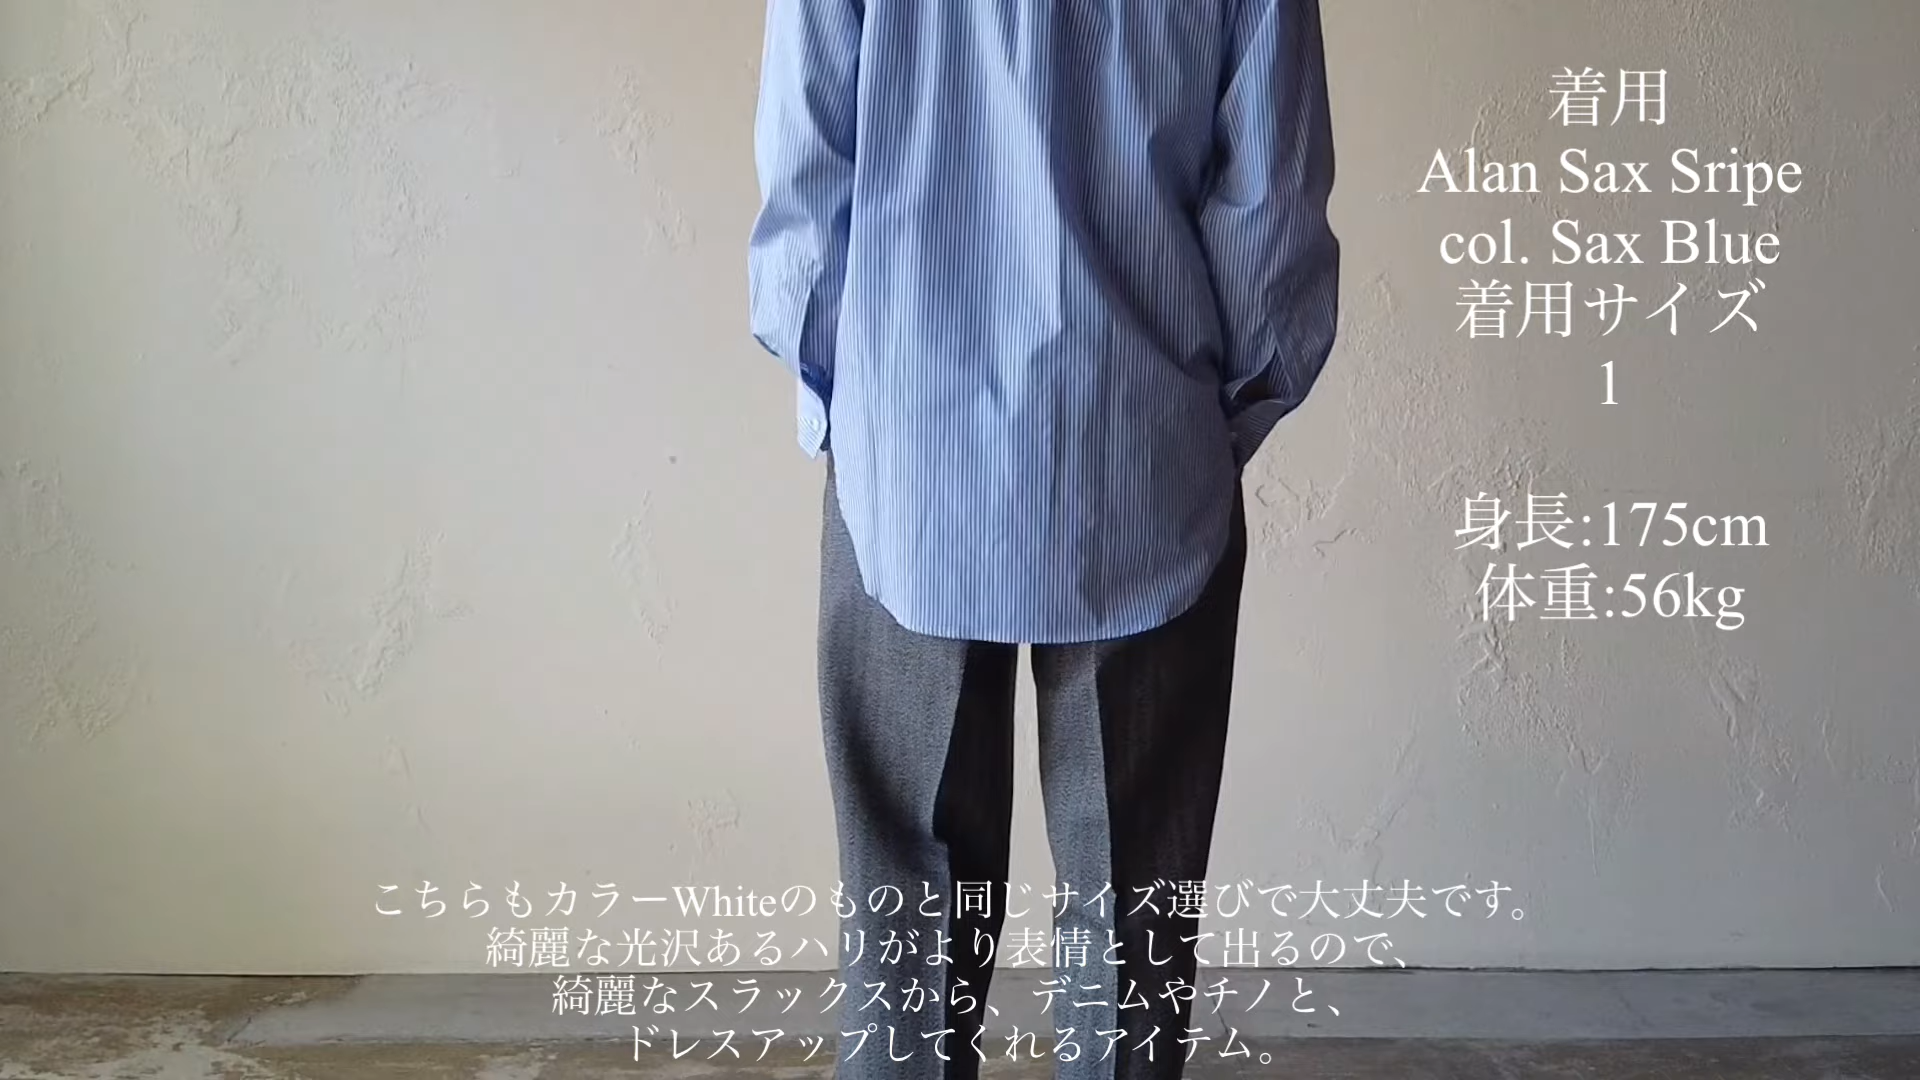 着用
Alan Sax Sripe
col. Sax Blue
着用サイズ
1
身長:175cm
体重:56kg
こちらもカラーWhiteのものと同じサイズ選びで大丈夫です。
綺麗な光沢あるハリがより表情として出るので、
綺麗なスラックスから、デニムやチノと、
ドレスアップしてくれるアイテム。